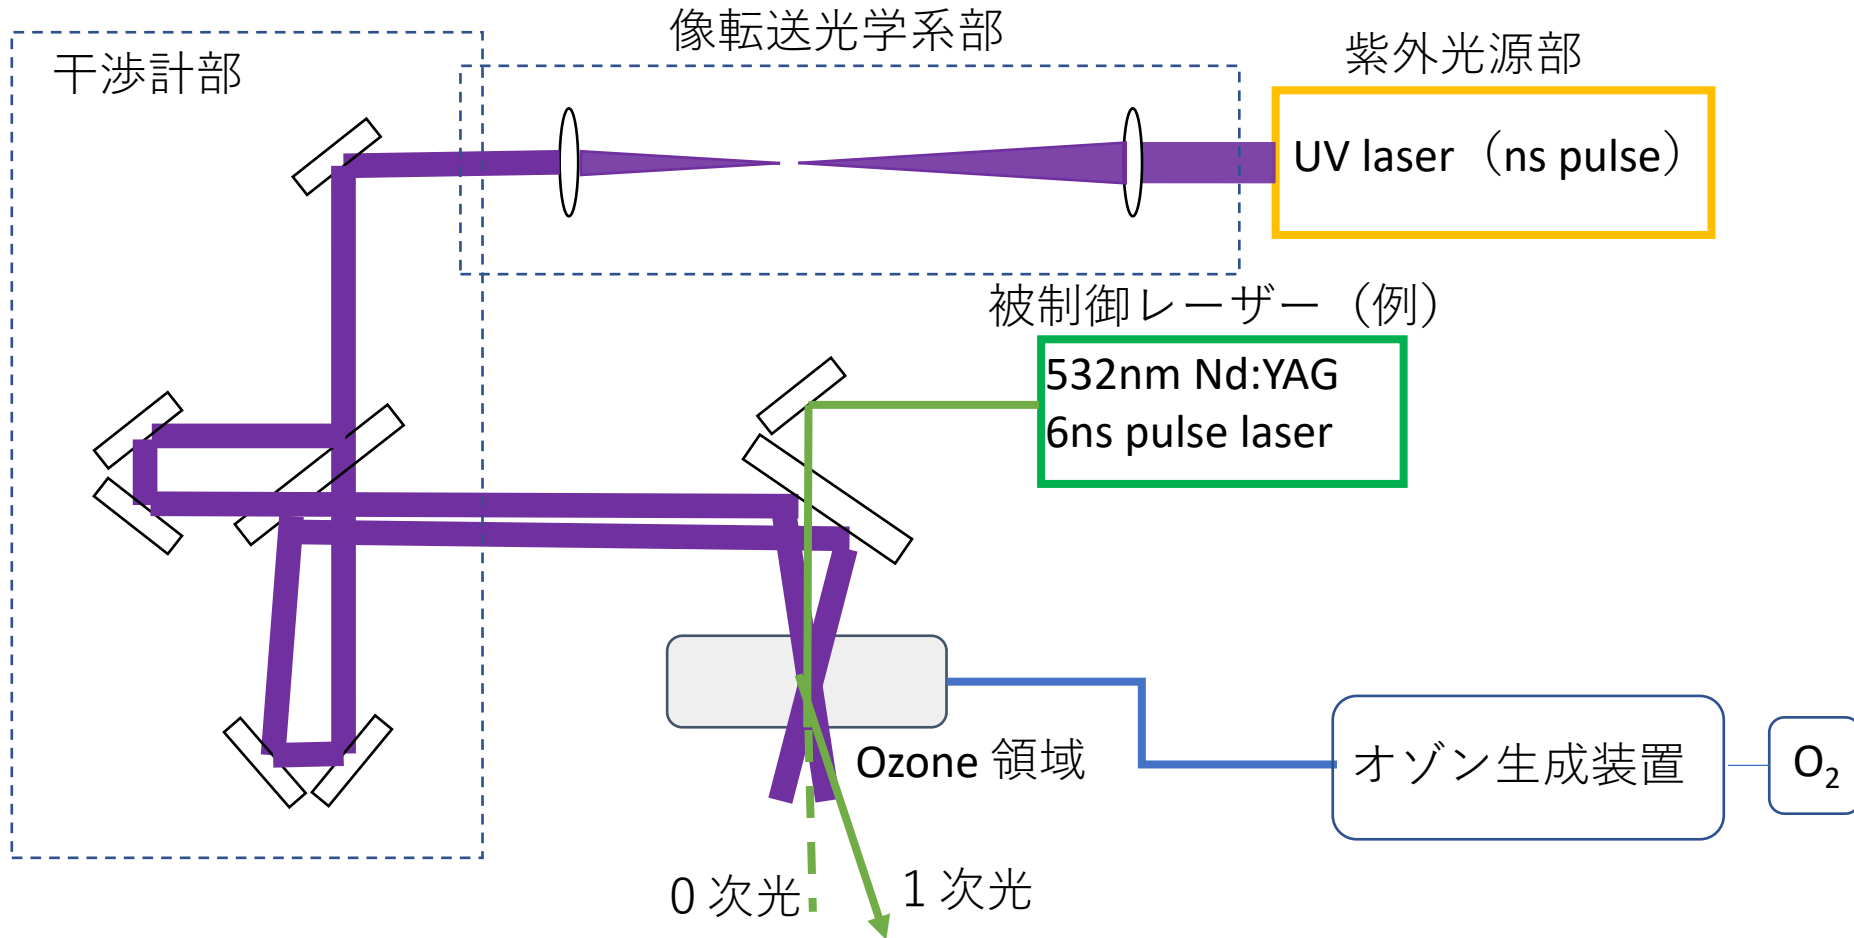 像転送光学系部
紫外光源部
干渉計部
UV laser（ns pulse）
被制御レーザー（例）
532nm Nd:YAG
6ns pulse laser
Ozone 領域
オゾン生成装置
O₂
0 次光
1 次光